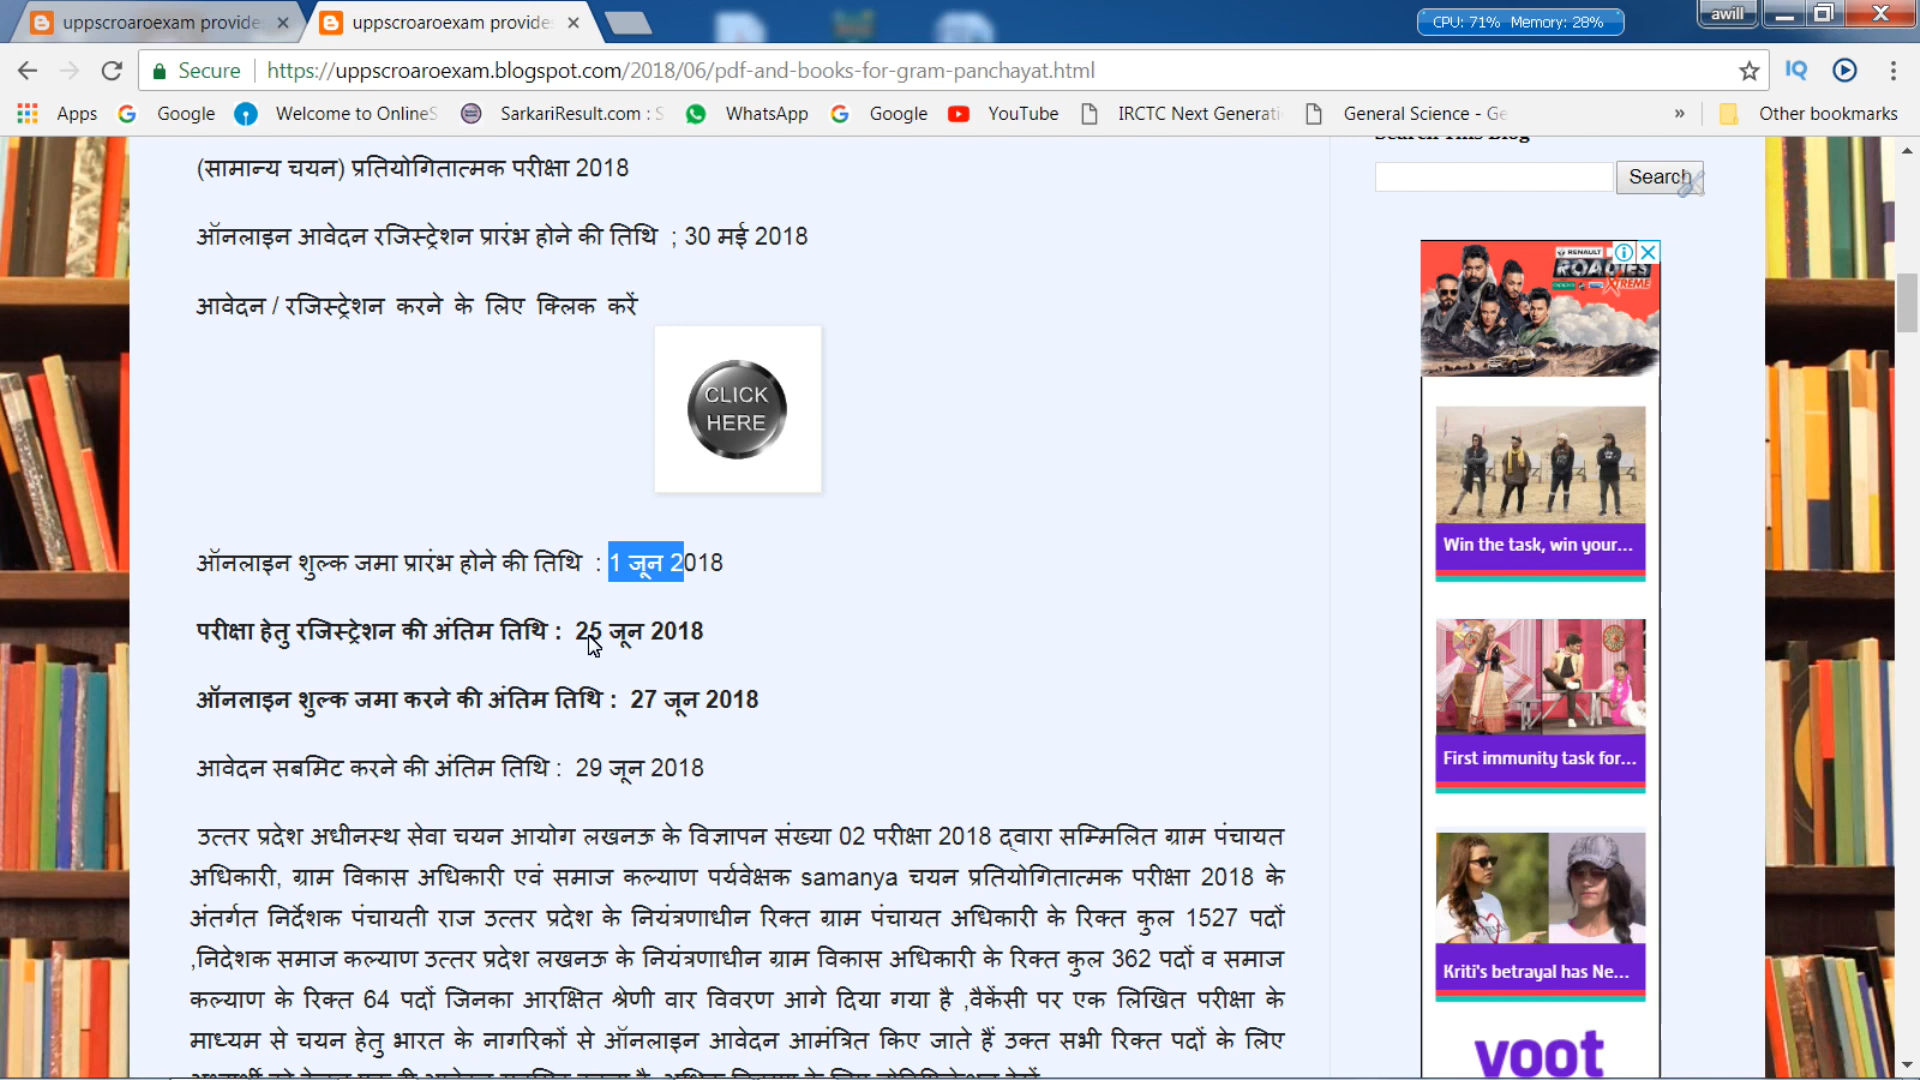 uppscroaroexam provide
uppscroaroexam provide
CPU: 71% Memory: 28%
awill
Secure
https://uppscroaroexam.blogspot.com/2018/06/pdf-and-books-for-gram-panchayat.html
IQ
Apps
Google
Welcome to OnlineS
SarkariResult.com : S
WhatsApp
Google
YouTube
IRCTC Next Generati
General Science - Ge
»
Other bookmarks
(सामान्य चयन) प्रतियोगितात्मक परीक्षा 2018
Search This Blog
Search
ऑनलाइन आवेदन रजिस्ट्रेशन प्रारंभ होने की तिथि ; 30 मई 2018
आवेदन / रजिस्ट्रेशन करने के लिए क्लिक करें
CLICK
HERE
ऑनलाइन शुल्क जमा प्रारंभ होने की तिथि : 1 जून 2018
परीक्षा हेतु रजिस्ट्रेशन की अंतिम तिथि : 25 जून 2018
ऑनलाइन शुल्क जमा करने की अंतिम तिथि : 27 जून 2018
आवेदन सबमिट करने की अंतिम तिथि : 29 जून 2018
उत्तर प्रदेश अधीनस्थ सेवा चयन आयोग लखनऊ के विज्ञापन संख्या 02 परीक्षा 2018 द्वारा सम्मिलित ग्राम पंचायत
अधिकारी, ग्राम विकास अधिकारी एवं समाज कल्याण पर्यवेक्षक samanya चयन प्रतियोगितात्मक परीक्षा 2018 के
अंतर्गत निर्देशक पंचायती राज उत्तर प्रदेश के नियंत्रणाधीन रिक्त ग्राम पंचायत अधिकारी के रिक्त कुल 1527 पदों
,निदेशक समाज कल्याण उत्तर प्रदेश लखनऊ के नियंत्रणाधीन ग्राम विकास अधिकारी के रिक्त कुल 362 पदों व समाज
कल्याण के रिक्त 64 पदों जिनका आरक्षित श्रेणी वार विवरण आगे दिया गया है ,वैकेंसी पर एक लिखित परीक्षा के
माध्यम से चयन हेतु भारत के नागरिकों से ऑनलाइन आवेदन आमंत्रित किए जाते हैं उक्त सभी रिक्त पदों के लिए
RENAULT
ROADIES
XTREME
Win the task, win your...
First immunity task for...
Kriti's betrayal has Ne...
voot